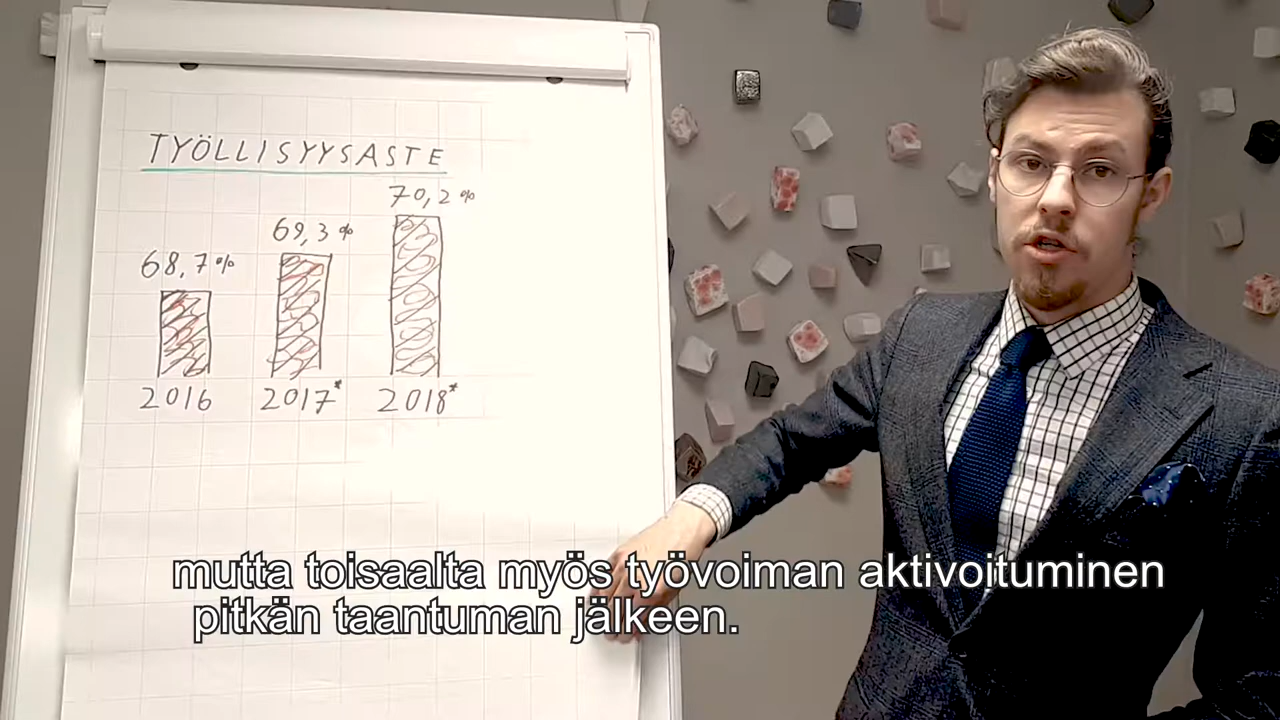 TYÖLLISYYSASTE
68,7 % 69,3 % 70,2 %
2016 2017* 2018*
mutta toisaalta myös työvoiman aktivoituminen
pitkän taantuman jälkeen.